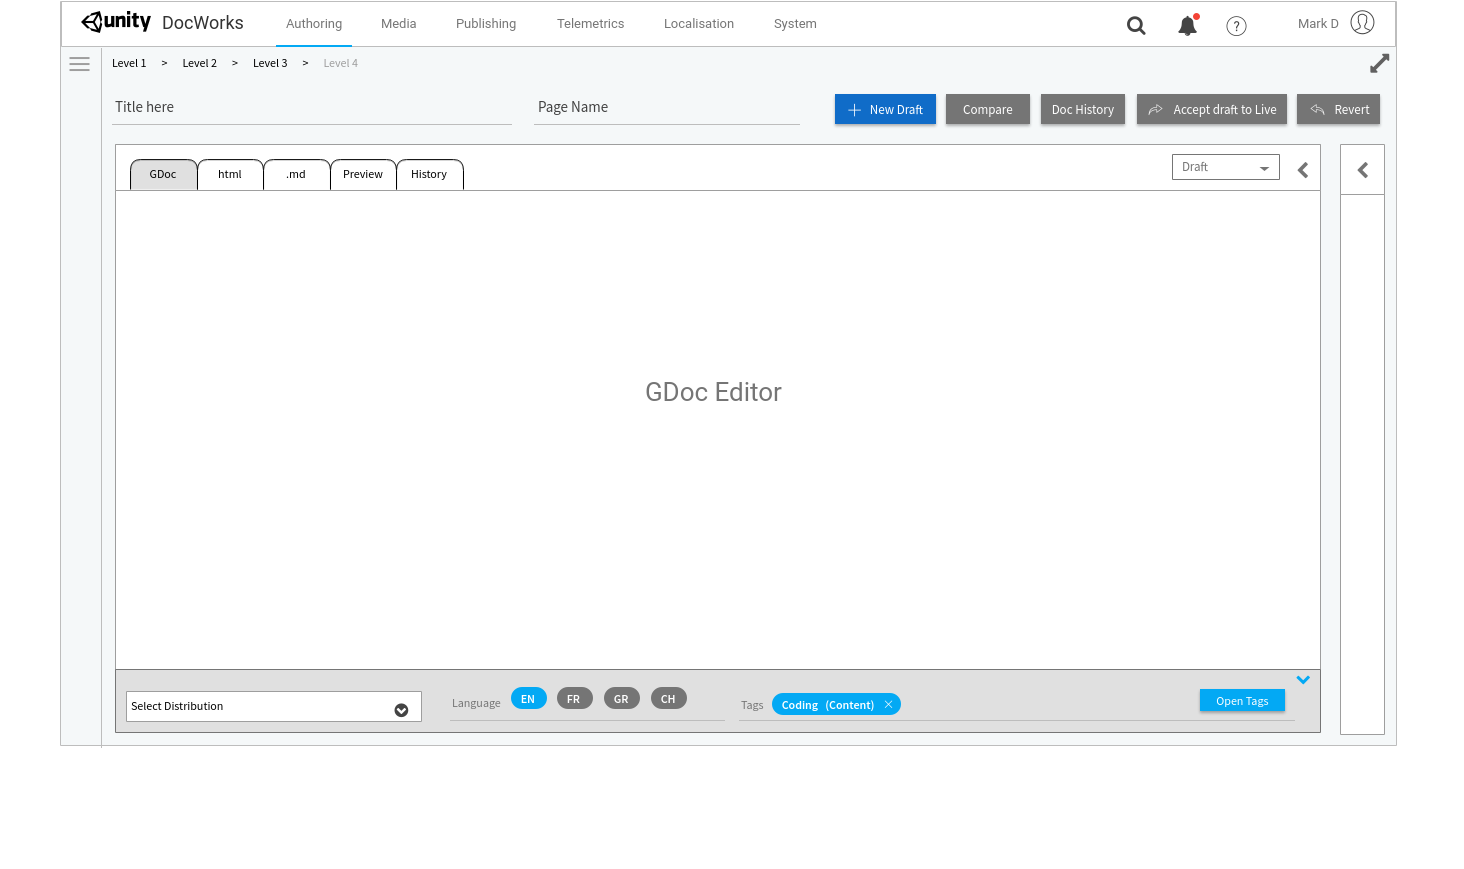 unity DocWorks Authoring Media Publishing Telemetrics Localisation System ? Mark D
Level 1 > Level 2 > Level 3 > Level 4
Title here Page Name New Draft Compare Doc History Accept draft to Live Revert
GDoc html .md Preview History Draft
GDoc Editor
Select Distribution Language EN FR GR CH Tags Coding (Content) Open Tags